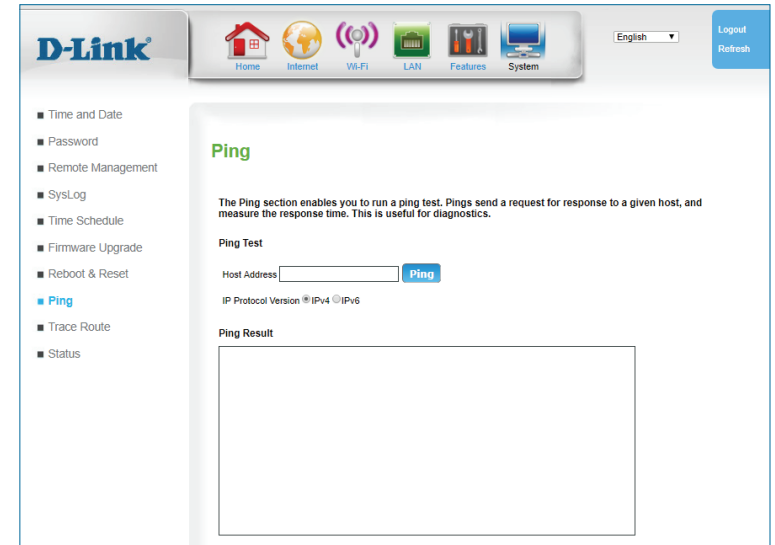 D-Link
Home
Internet
Wi-Fi
LAN
Features
System
English
Logout
Refresh
Time and Date
Password
Remote Management
SysLog
Time Schedule
Firmware Upgrade
Reboot & Reset
Ping
Trace Route
Status
Ping
The Ping section enables you to run a ping test. Pings send a request for response to a given host, and
measure the response time. This is useful for diagnostics.
Ping Test
Host Address Ping
IP Protocol Version IPv4 IPv6
Ping Result